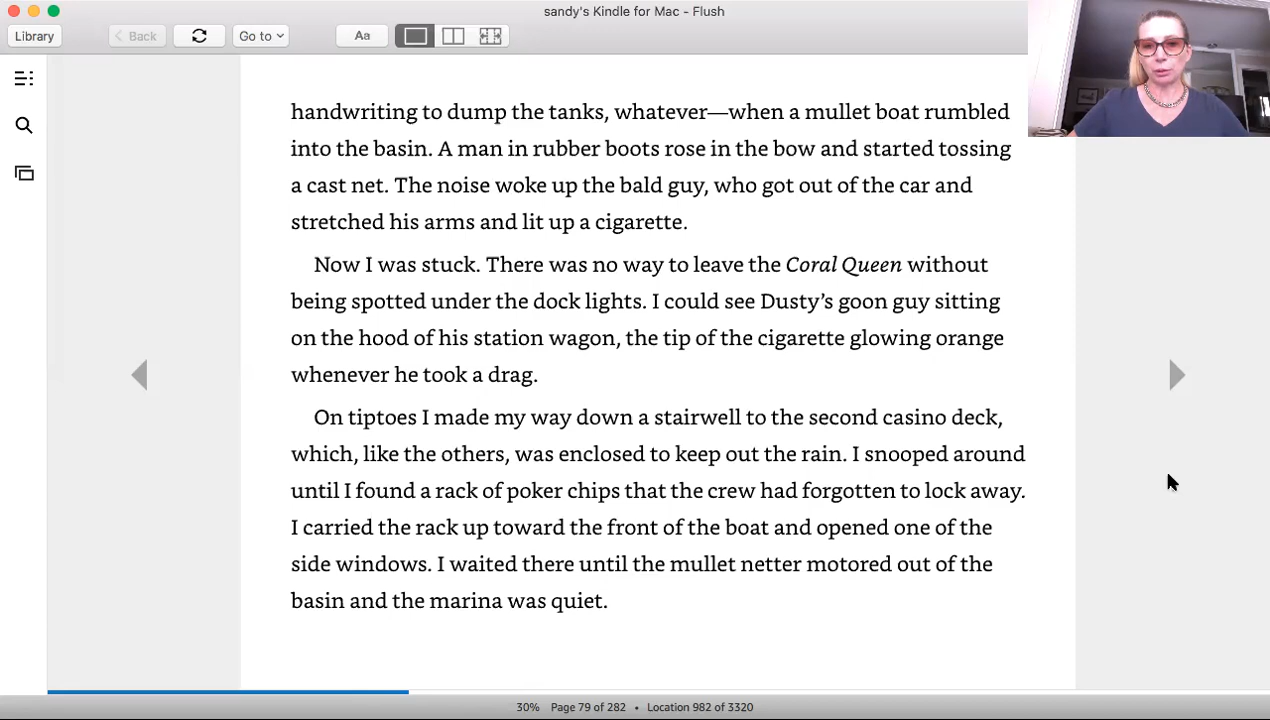 sandy's Kindle for Mac - Flush
Library
Back
Go to
Aa
handwriting to dump the tanks, whatever—when a mullet boat rumbled
into the basin. A man in rubber boots rose in the bow and started tossing
a cast net. The noise woke up the bald guy, who got out of the car and
stretched his arms and lit up a cigarette.
Now I was stuck. There was no way to leave the Coral Queen without
being spotted under the dock lights. I could see Dusty’s goon guy sitting
on the hood of his station wagon, the tip of the cigarette glowing orange
whenever he took a drag.
On tiptoes I made my way down a stairwell to the second casino deck,
which, like the others, was enclosed to keep out the rain. I snooped around
until I found a rack of poker chips that the crew had forgotten to lock away.
I carried the rack up toward the front of the boat and opened one of the
side windows. I waited there until the mullet netter motored out of the
basin and the marina was quiet.
30% Page 79 of 282 • Location 982 of 3320